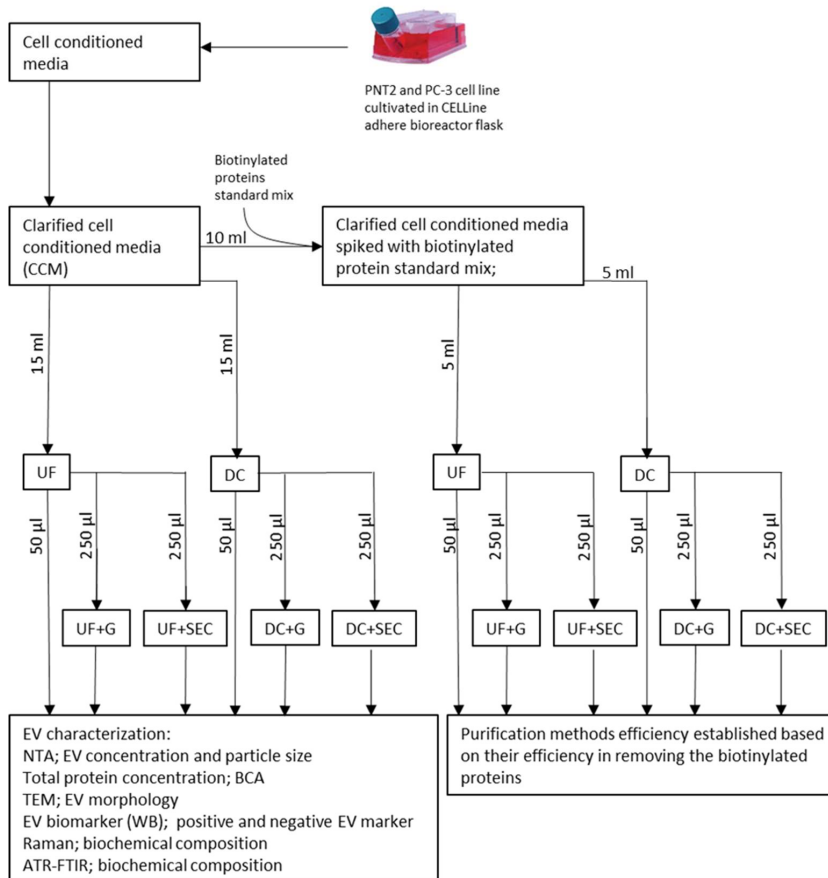 Cell conditioned
media
PNT2 and PC-3 cell line
cultivated in CELLine
adhere bioreactor flask
Biotinylated
proteins
standard mix
Clarified cell
conditioned media
(CCM)
10 ml
Clarified cell conditioned media
spiked with biotinylated
protein standard mix;
5 ml
15 ml
15 ml
5 ml
UF
DC
UF
DC
50 µl
250 µl
250 µl
50 µl
250 µl
250 µl
50 µl
250 µl
250 µl
50 µl
250 µl
250 µl
UF+G
UF+SEC
DC+G
DC+SEC
UF+G
UF+SEC
DC+G
DC+SEC
EV characterization:
NTA; EV concentration and particle size
Total protein concentration; BCA
TEM; EV morphology
EV biomarker (WB); positive and negative EV marker
Raman; biochemical composition
ATR-FTIR; biochemical composition
Purification methods efficiency established based
on their efficiency in removing the biotinylated
proteins